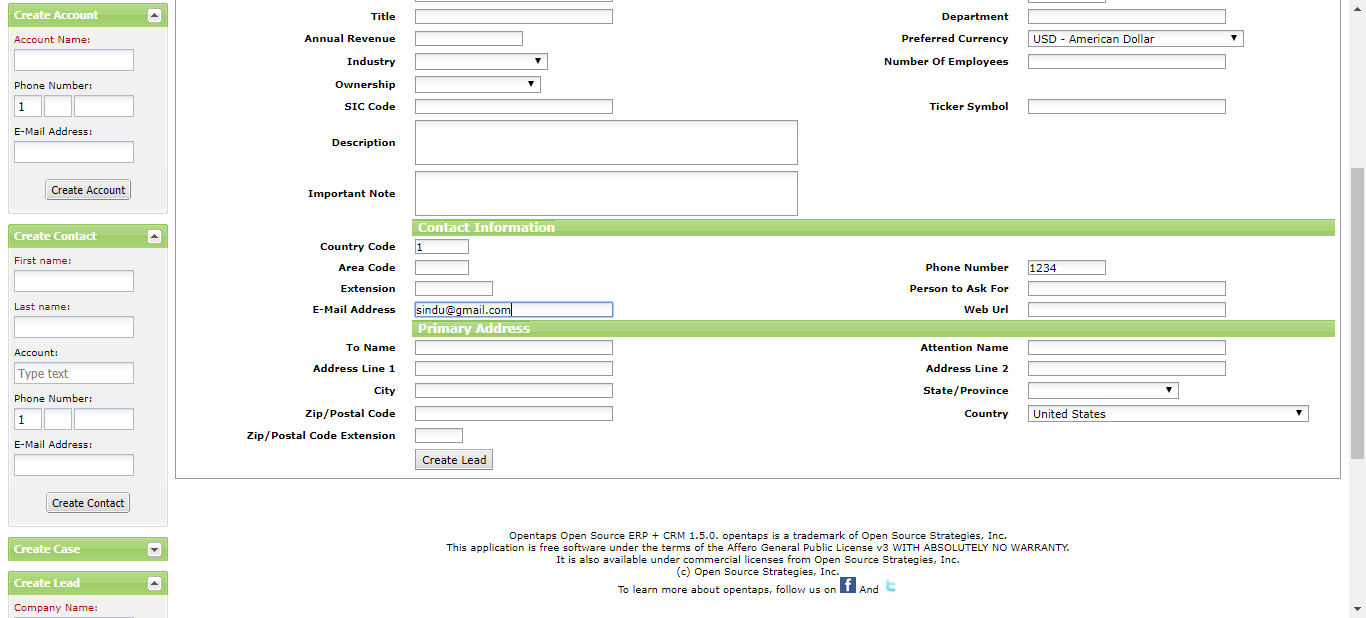 Create Account
Account Name:
Phone Number:
1
E-Mail Address:
Create Account
Create Contact
First name:
Last name:
Account:
Type text
Phone Number:
1
E-Mail Address:
Create Contact
Create Case
Create Lead
Company Name:
Title
Department
Annual Revenue
Preferred Currency USD - American Dollar
Industry
Number Of Employees
Ownership
SIC Code
Ticker Symbol
Description
Important Note
Contact Information
Country Code 1
Area Code
Phone Number 1234
Extension
Person to Ask For
E-Mail Address sindu@gmail.com
Web Url
Primary Address
To Name
Attention Name
Address Line 1
Address Line 2
City
State/Province
Zip/Postal Code
Country United States
Zip/Postal Code Extension
Create Lead
Opentaps Open Source ERP + CRM 1.5.0. opentaps is a trademark of Open Source Strategies, Inc.
This application is free software under the terms of the Affero General Public License v3 WITH ABSOLUTELY NO WARRANTY.
It is also available under commercial licenses from Open Source Strategies, Inc.
(c) Open Source Strategies, Inc.
To learn more about opentaps, follow us on f And t